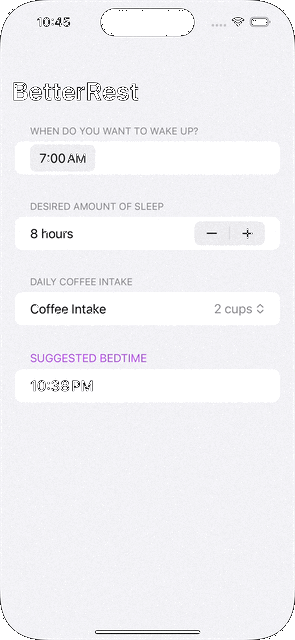 10:45
BetterRest
WHEN DO YOU WANT TO WAKE UP?
7:00 AM
DESIRED AMOUNT OF SLEEP
8 hours
DAILY COFFEE INTAKE
Coffee Intake 2 cups
SUGGESTED BEDTIME
10:38 PM